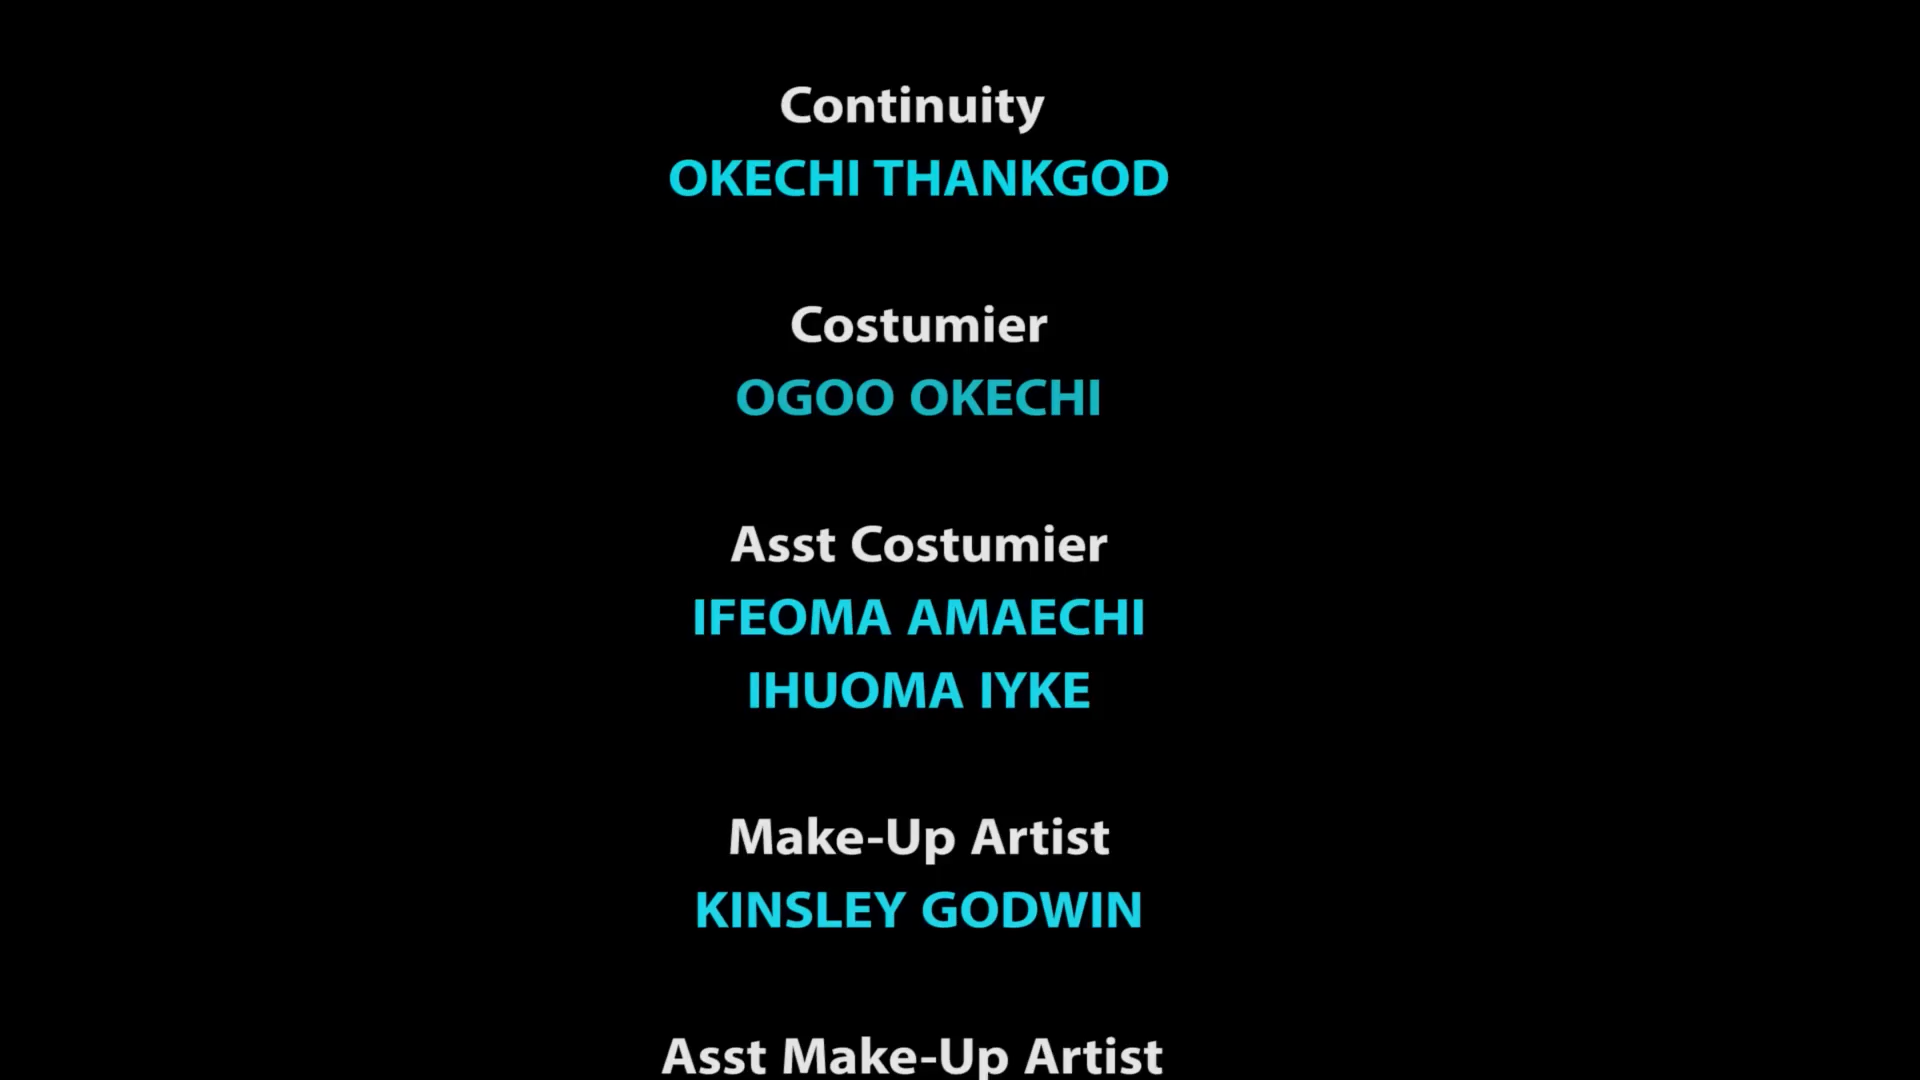 Continuity
OKECHI THANKGOD
Costumier
OGOO OKECHI
Asst Costumier
IFEOMA AMAECHI
IHUOMA IYKE
Make-Up Artist
KINSLEY GODWIN
Asst Make-Up Artist